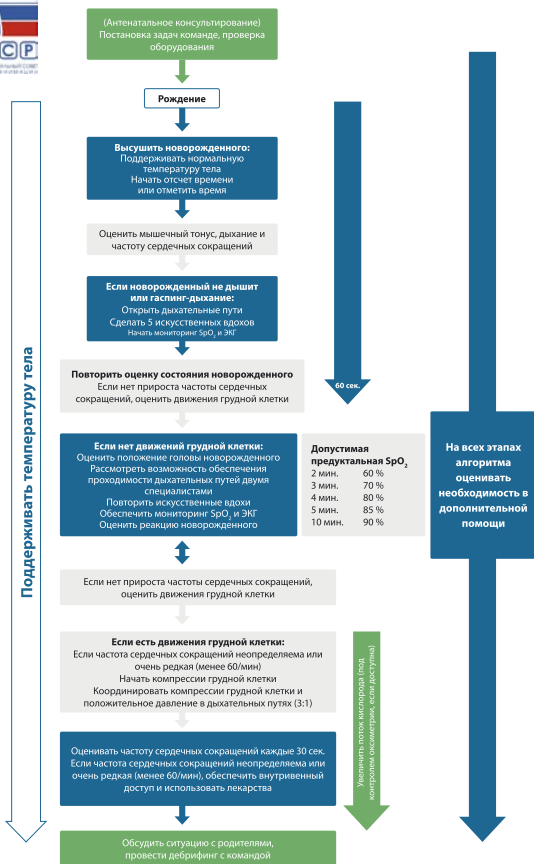 СР
(Антенатальное консультирование)
Постановка задач команде, проверка
оборудования
Рождение
Высушить новорожденного:
Поддерживать нормальную
температуру тела
Начать отсчет времени
или отметить время
Оценить мышечный тонус, дыхание и
частоту сердечных сокращений
Если новорожденный не дышит
или гаспинг-дыхание:
Открыть дыхательные пути
Сделать 5 искусственных вдохов
Начать мониторинг SpO₂ и ЭКГ
60 сек.
Повторить оценку состояния новорожденного
Если нет прироста частоты сердечных
сокращений, оценить движения грудной клетки
Поддерживать температуру тела
Если нет движений грудной клетки:
Оценить положение головы новорожденного
Рассмотреть возможность обеспечения
проходимости дыхательных путей двумя
специалистами
Повторить искусственные вдохи
Обеспечить мониторинг SpO₂ и ЭКГ
Оценить реакцию новорожденного
Допустимая
предуктальная SpO₂
2 мин. 60 %
3 мин. 70 %
4 мин. 80 %
5 мин. 85 %
10 мин. 90 %
На всех этапах
алгоритма
оценивать
необходимость в
дополнительной
помощи
Если нет прироста частоты сердечных сокращений,
оценить движения грудной клетки
Если есть движения грудной клетки:
Если частота сердечных сокращений неопределяема или
очень редкая (менее 60/мин)
Начать компрессии грудной клетки
Координировать компрессии грудной клетки и
положительное давление в дыхательных путях (3:1)
Увеличить поток кислорода (под
контролем оксиметрии, если доступна)
Оценивать частоту сердечных сокращений каждые 30 сек.
Если частота сердечных сокращений неопределяема или
очень редкая (менее 60/мин), обеспечить внутривенный
доступ и использовать лекарства
Обсудить ситуацию с родителями,
провести дебрифинг с командой